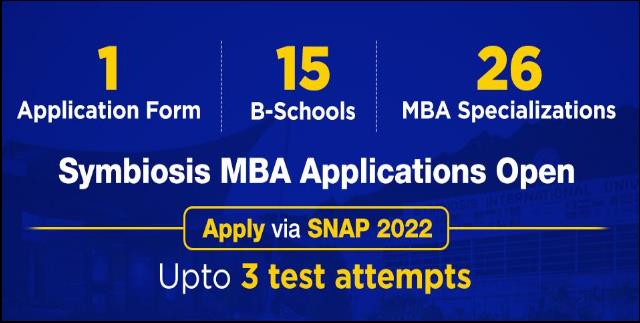 1 15 26
Application Form B-Schools MBA Specializations
Symbiosis MBA Applications Open
Apply via SNAP 2022
Upto 3 test attempts